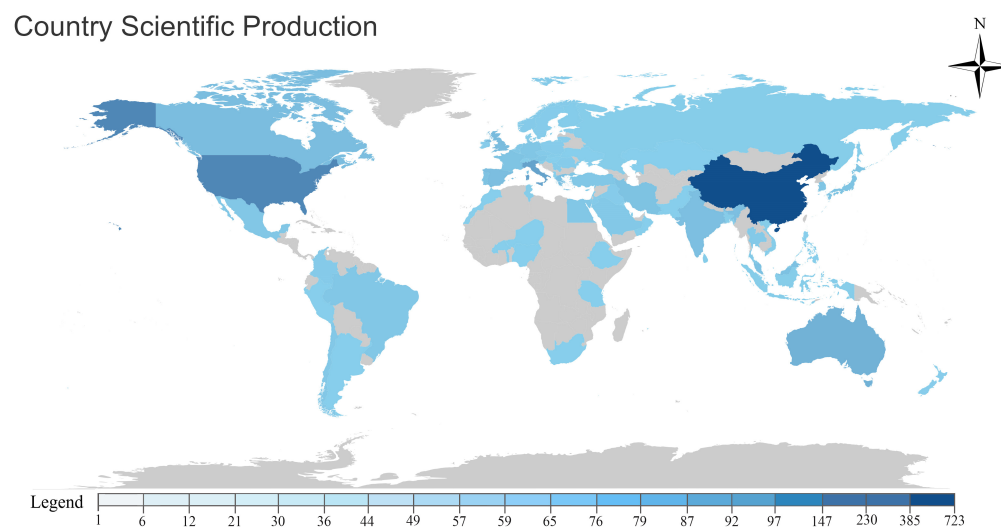 Country Scientific Production
N
Legend
1 6 12 21 30 36 44 49 57 59 65 76 79 87 92 97 147 230 385 723